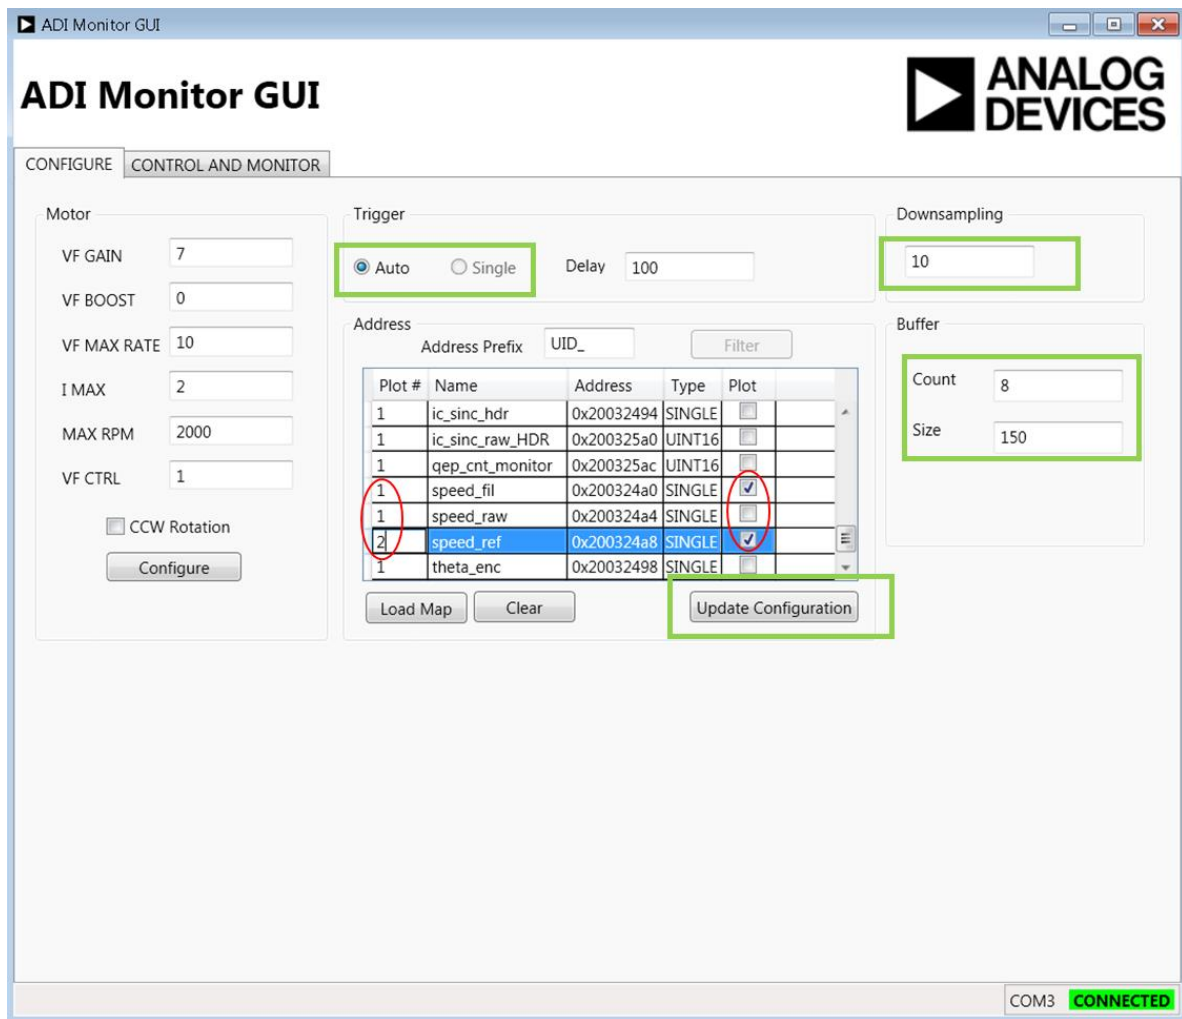 ADI Monitor GUI
ADI Monitor GUI
ANALOG
DEVICES
CONFIGURE CONTROL AND MONITOR
Motor
VF GAIN 7
VF BOOST 0
VF MAX RATE 10
I MAX 2
MAX RPM 2000
VF CTRL 1
CCW Rotation
Configure
Trigger
Auto Single Delay 100
Address
Address Prefix UID_ Filter
Plot # Name Address Type Plot
1 ic_sinc_hdr 0x20032494 SINGLE
1 ic_sinc_raw_HDR 0x200325a0 UINT16
1 qep_cnt_monitor 0x200325ac UINT16
1 speed_fil 0x200324a0 SINGLE
1 speed_raw 0x200324a4 SINGLE
2 speed_ref 0x200324a8 SINGLE
1 theta_enc 0x20032498 SINGLE
Load Map Clear Update Configuration
Downsampling
10
Buffer
Count 8
Size 150
COM3 CONNECTED